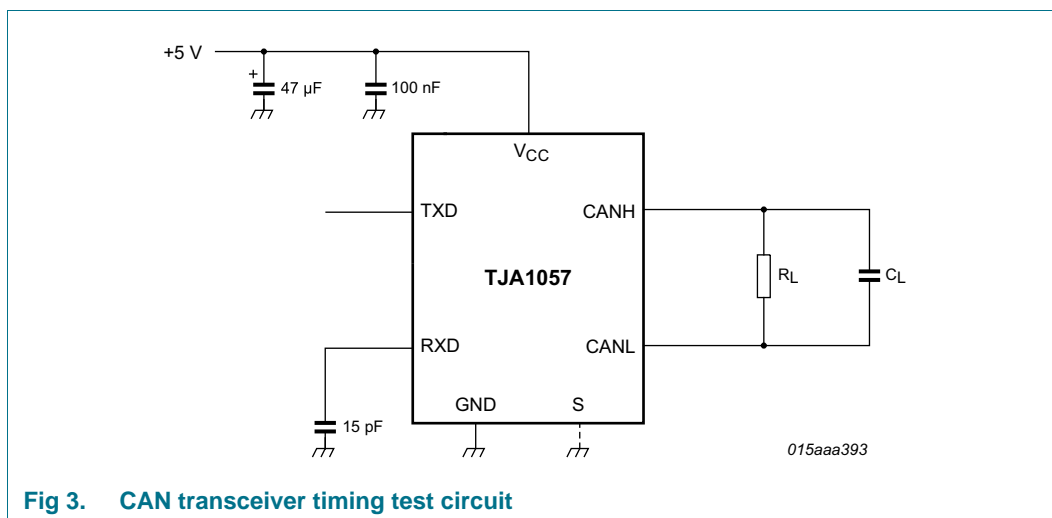 +5 V
+
47 µF
100 nF
VCC
TXD
CANH
TJA1057
RL
CL
RXD
CANL
GND
S
15 pF
015aaa393
Fig 3. CAN transceiver timing test circuit